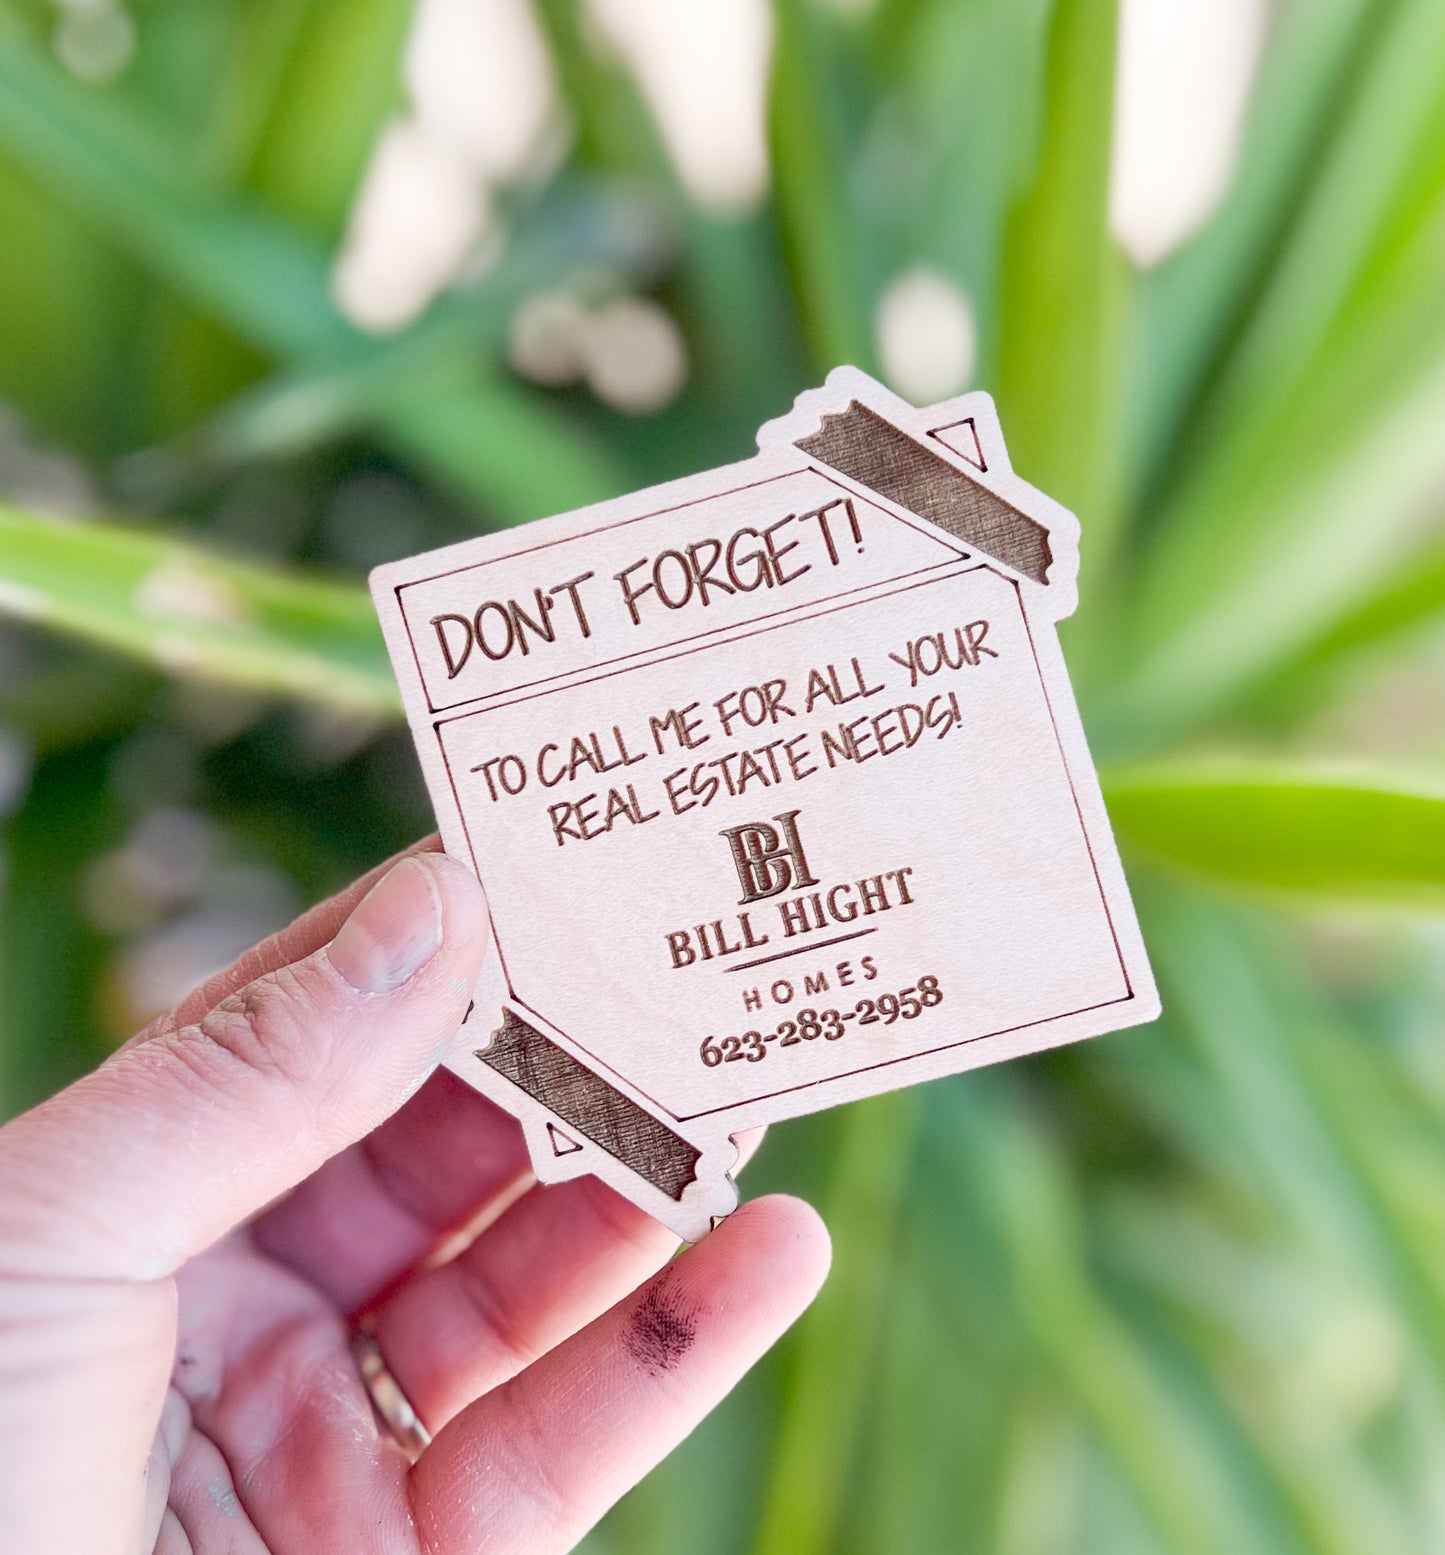 DON'T FORGET!
TO CALL ME FOR ALL YOUR
REAL ESTATE NEEDS!
BH
BILL HIGHT
HOMES
623-283-2958